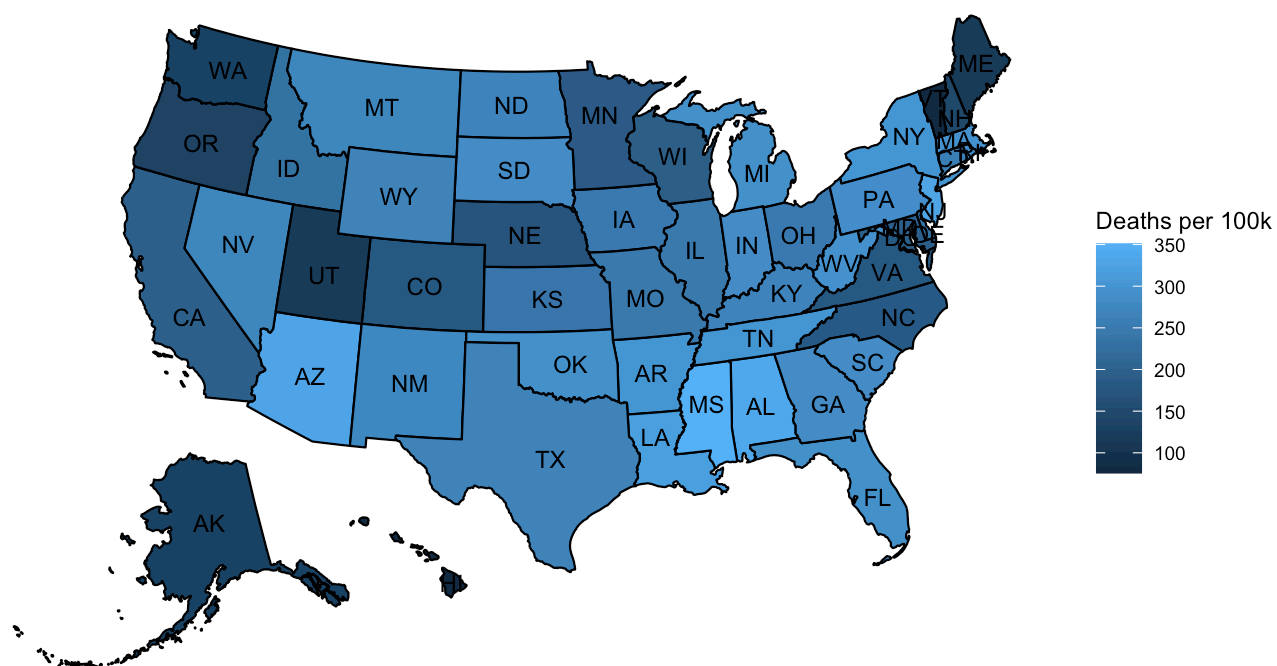 ME
WA
VT
ND
MT
MN
NH
NY
MA
OR
CT
WI
ID
SD
MI
WY
PA
NJ
IA
Deaths per 100k
NE
OH
NV
IN
350
IL
WV
VA
UT
CO
300
KY
KS
MO
CA
NC
250
TN
SC
OK
200
AZ
AR
NM
MS
AL
GA
150
LA
100
TX
FL
AK
HI